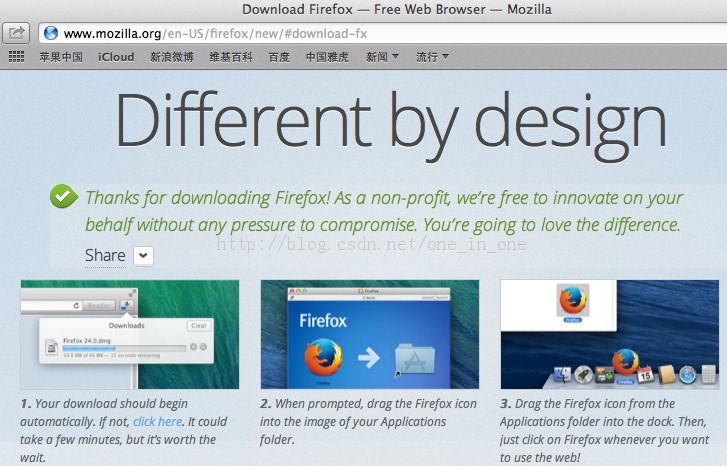 Download Firefox — Free Web Browser — Mozilla
www.mozilla.org/en-US/firefox/new/#download-fx
苹果中国 iCloud 新浪微博 维基百科 百度 中国雅虎 新闻 流行
Different by design
Thanks for downloading Firefox! As a non-profit, we're free to innovate on your
behalf without any pressure to compromise. You're going to love the difference.
http://blog.csdn.net/one_in_one
Share
Reader
Downloads
Clear
Firefox 24.0.dmg
Firefox
Firefox
Firefox
1. Your download should begin
automatically. If not, click here. It could
take a few minutes, but it's worth the
wait.
2. When prompted, drag the Firefox icon
into the image of your Applications
folder.
3. Drag the Firefox icon from the
Applications folder into the dock. Then,
just click on Firefox whenever you want
to use the web!